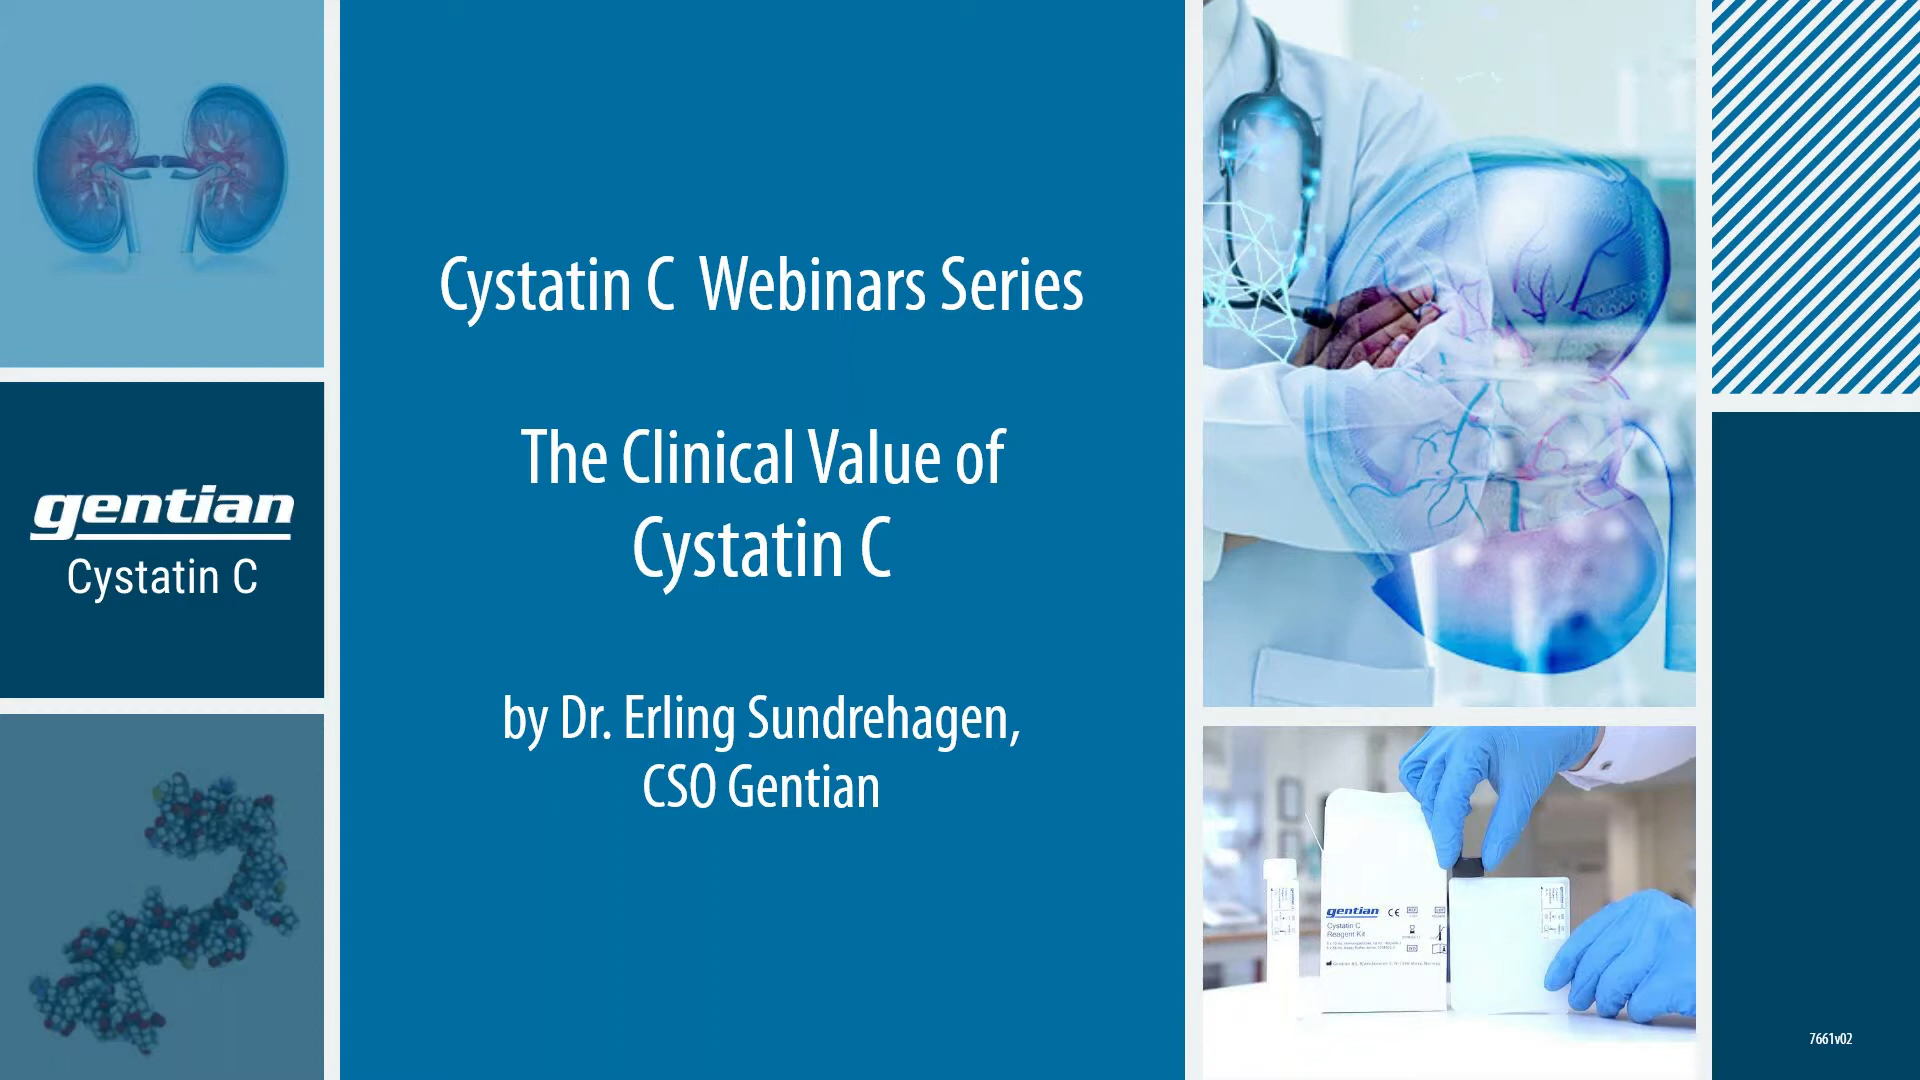 gentian
Cystatin C
Cystatin C  Webinars Series
The Clinical Value of
Cystatin C
by Dr. Erling Sundrehagen,
CSO Gentian
gentian CE
Cystatin C
Reagent Kit
7661v02